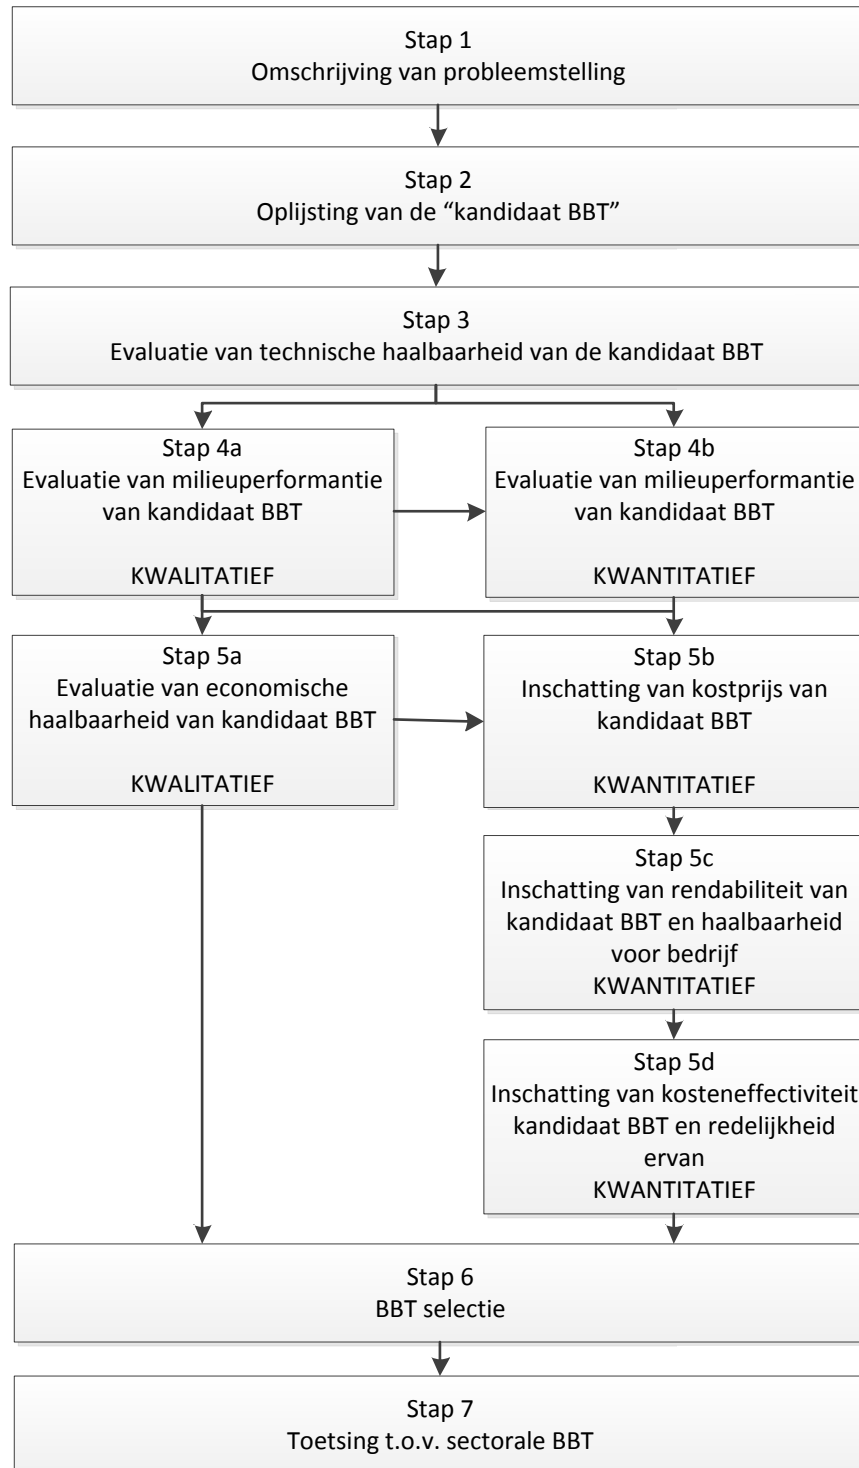 Stap 1
Omschrijving van probleemstelling
Stap 2
Oplijsting van de “kandidaat BBT”
Stap 3
Evaluatie van technische haalbaarheid van de kandidaat BBT
Stap 4a
Evaluatie van milieuperformantie
van kandidaat BBT
KWALITATIEF
Stap 4b
Evaluatie van milieuperformantie
van kandidaat BBT
KWANTITATIEF
Stap 5a
Evaluatie van economische
haalbaarheid van kandidaat BBT
KWALITATIEF
Stap 5b
Inschatting van kostprijs van
kandidaat BBT
KWANTITATIEF
Stap 5c
Inschatting van rendabiliteit van
kandidaat BBT en haalbaarheid
voor bedrijf
KWANTITATIEF
Stap 5d
Inschatting van kosteneffectiviteit
kandidaat BBT en redelijkheid
ervan
KWANTITATIEF
Stap 6
BBT selectie
Stap 7
Toetsing t.o.v. sectorale BBT